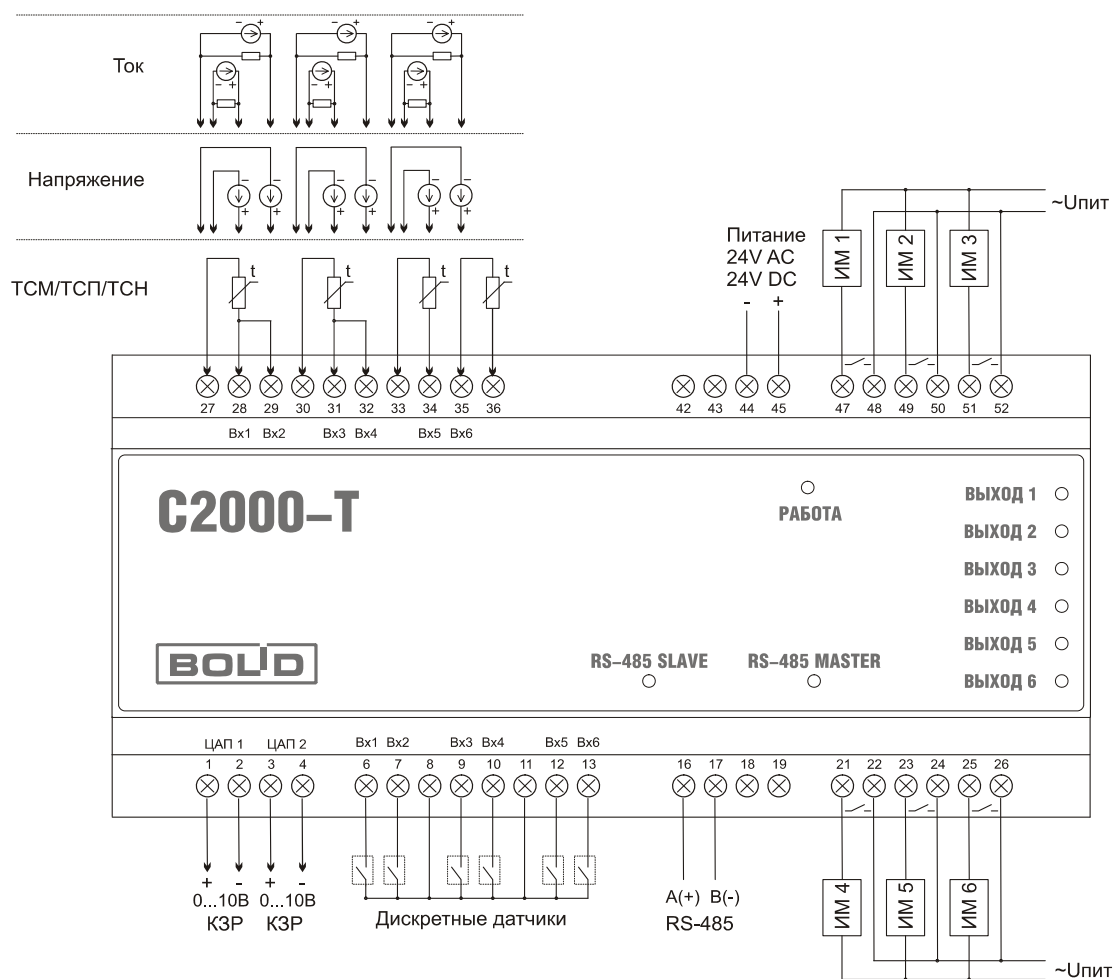 - + - + - +
Ток
- + - + - +
Напряжение
- - - - - -
+ + + + + +
ТСМ/ТСП/ТСН
t t t t
Питание
24V AC
24V DC
- +
ИМ 1 ИМ 2 ИМ 3
~Uпит
27 28 29 30 31 32 33 34 35 36 42 43 44 45 47 48 49 50 51 52
Вх1 Вх2 Вх3 Вх4 Вх5 Вх6
С2000–Т
РАБОТА
ВЫХОД 1
ВЫХОД 2
ВЫХОД 3
ВЫХОД 4
ВЫХОД 5
ВЫХОД 6
BOLID
RS–485 SLAVE RS–485 MASTER
ЦАП 1 ЦАП 2 Вх1 Вх2 Вх3 Вх4 Вх5 Вх6
1 2 3 4 6 7 8 9 10 11 12 13 16 17 18 19 21 22 23 24 25 26
+ - + -
0...10В 0...10В
КЗР КЗР
Дискретные датчики
A(+) B(-)
RS-485
ИМ 4 ИМ 5 ИМ 6
~Uпит